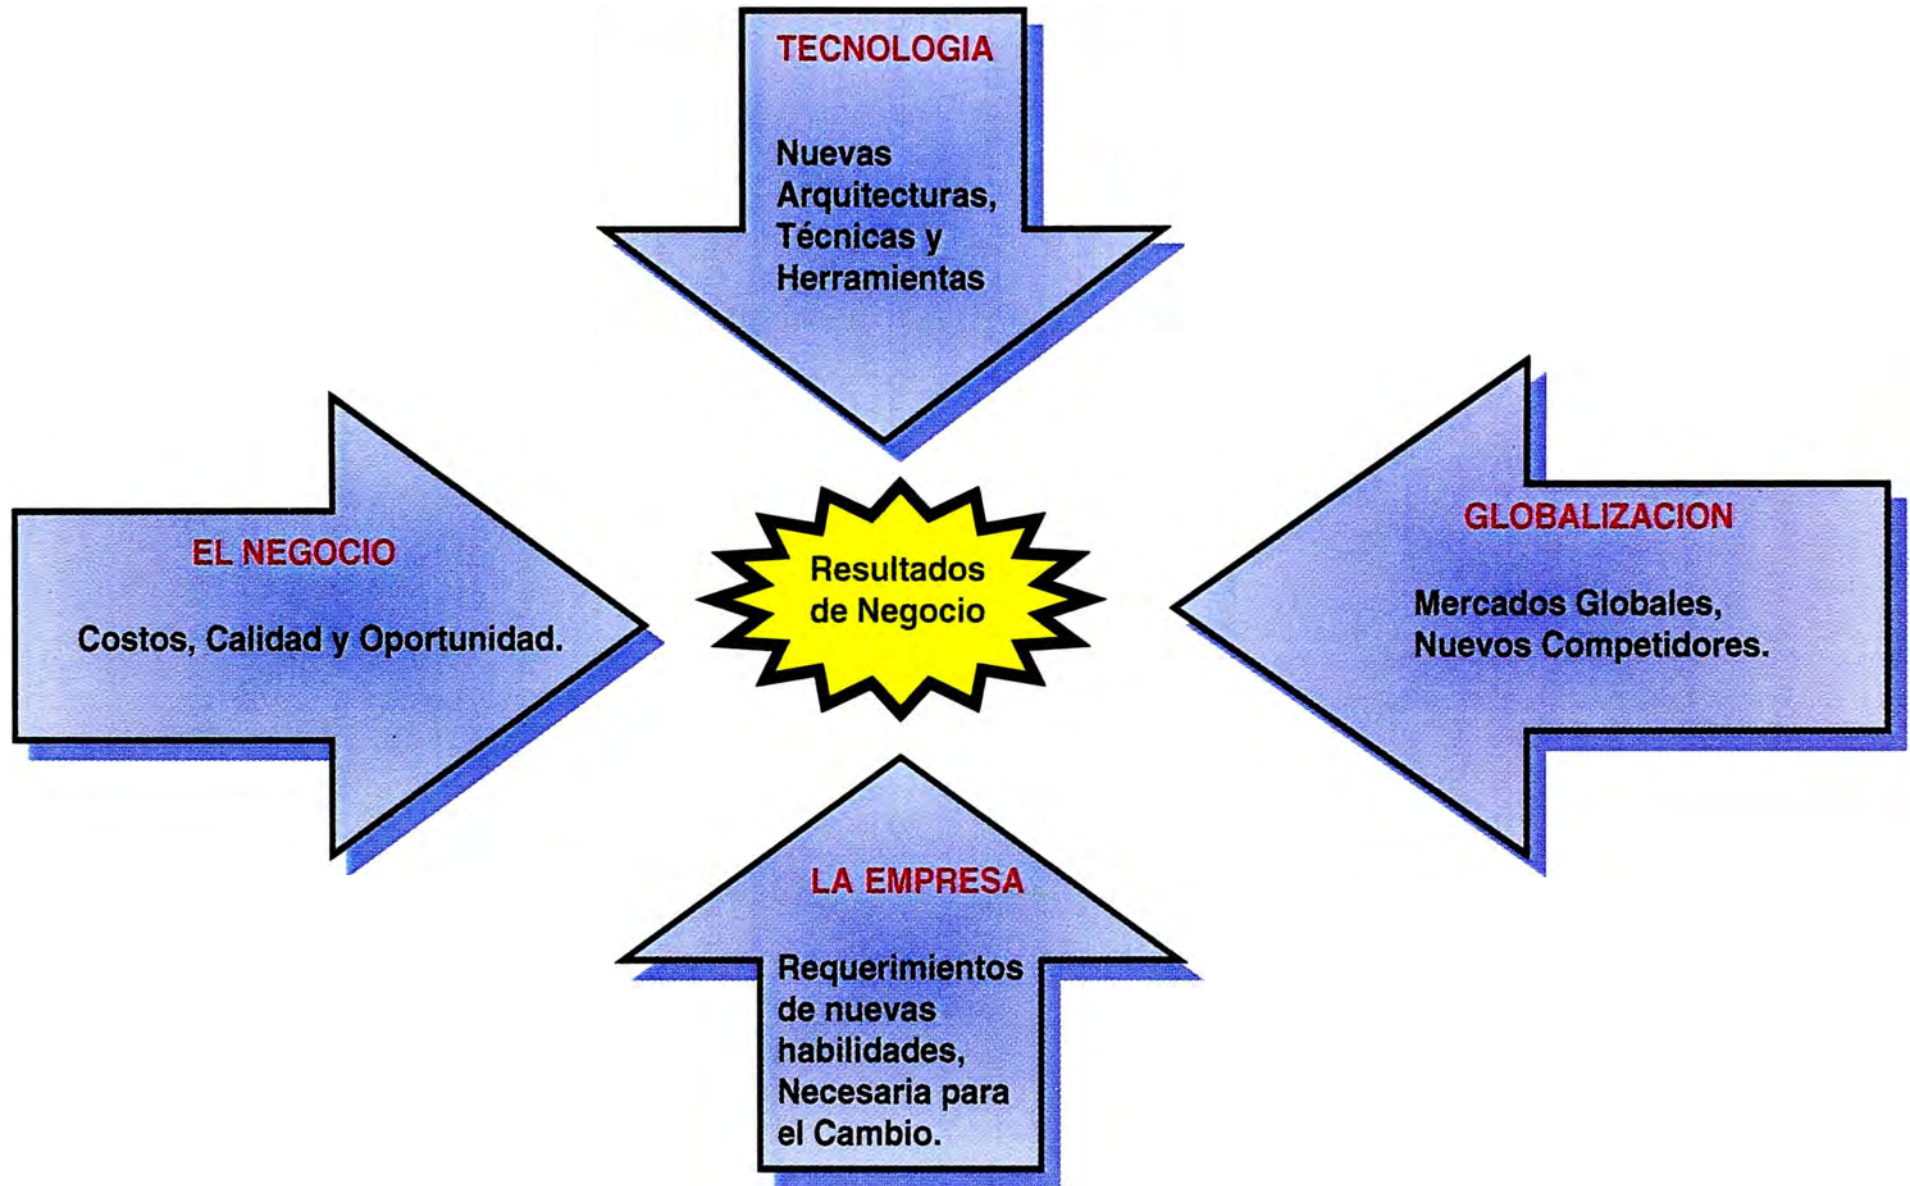 TECNOLOGIA
Nuevas
Arquitecturas,
Técnicas y
Herramientas
EL NEGOCIO
Costos, Calidad y Oportunidad.
Resultados
de Negocio
GLOBALIZACION
Mercados Globales,
Nuevos Competidores.
LA EMPRESA
Requerimientos
de nuevas
habilidades,
Necesaria para
el Cambio.